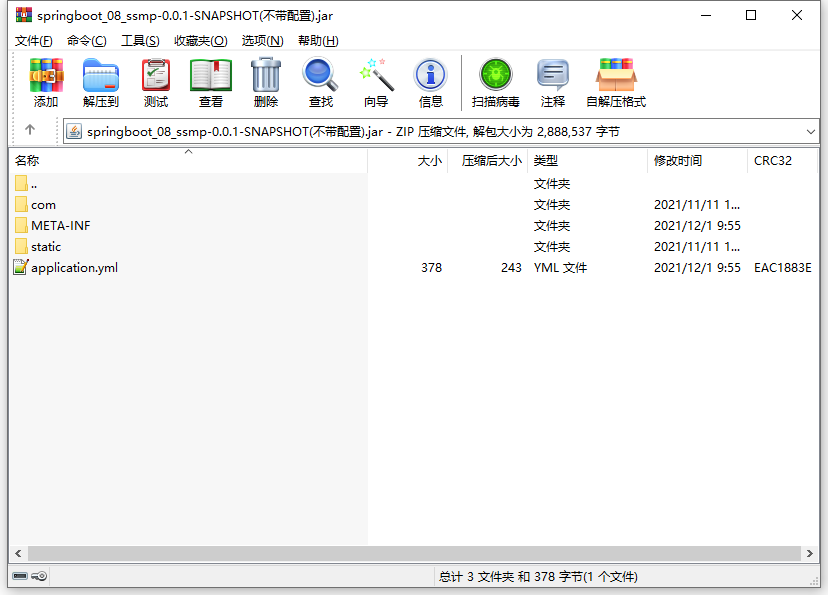 springboot_08_ssmp-0.0.1-SNAPSHOT(不带配置).jar
文件(F) 命令(C) 工具(S) 收藏夹(O) 选项(N) 帮助(H)
添加 解压到 测试 查看 删除 查找 向导 信息 扫描病毒 注释 自解压格式
springboot_08_ssmp-0.0.1-SNAPSHOT(不带配置).jar - ZIP 压缩文件, 解包大小为 2,888,537 字节
名称 大小 压缩后大小 类型 修改时间 CRC32
.. 文件夹
com 文件夹 2021/11/11 1...
META-INF 文件夹 2021/12/1 9:55
static 文件夹 2021/11/11 1...
application.yml 378 243 YML 文件 2021/12/1 9:55 EAC1883E
总计 3 文件夹 和 378 字节(1 个文件)